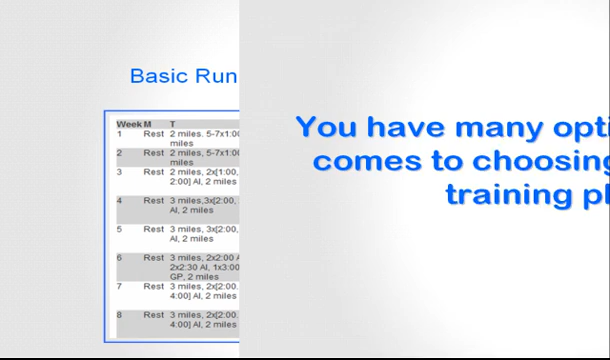 Basic Run
Week M T
1 Rest 2 miles. 5-7x1:00
miles
2 Rest 2 miles, 5-7x1:0
miles
3 Rest 2 miles, 2x[1:00,
2:00] AI, 2 miles
4 Rest 3 miles,3x[2:00,
AI, 2 miles
5 Rest 3 miles, 3x[2:00,
AI, 2 miles
6 Rest 3 miles, 2x2:00 A
2x2:30 AI, 1x3:00
GP, 2 miles
7 Rest 3 miles, 2x[2:00.
4:00] AI, 2 miles
8 Rest 3 miles, 2x[2:00.
4:00] AI, 2 miles
You have many opti
comes to choosing
training pl